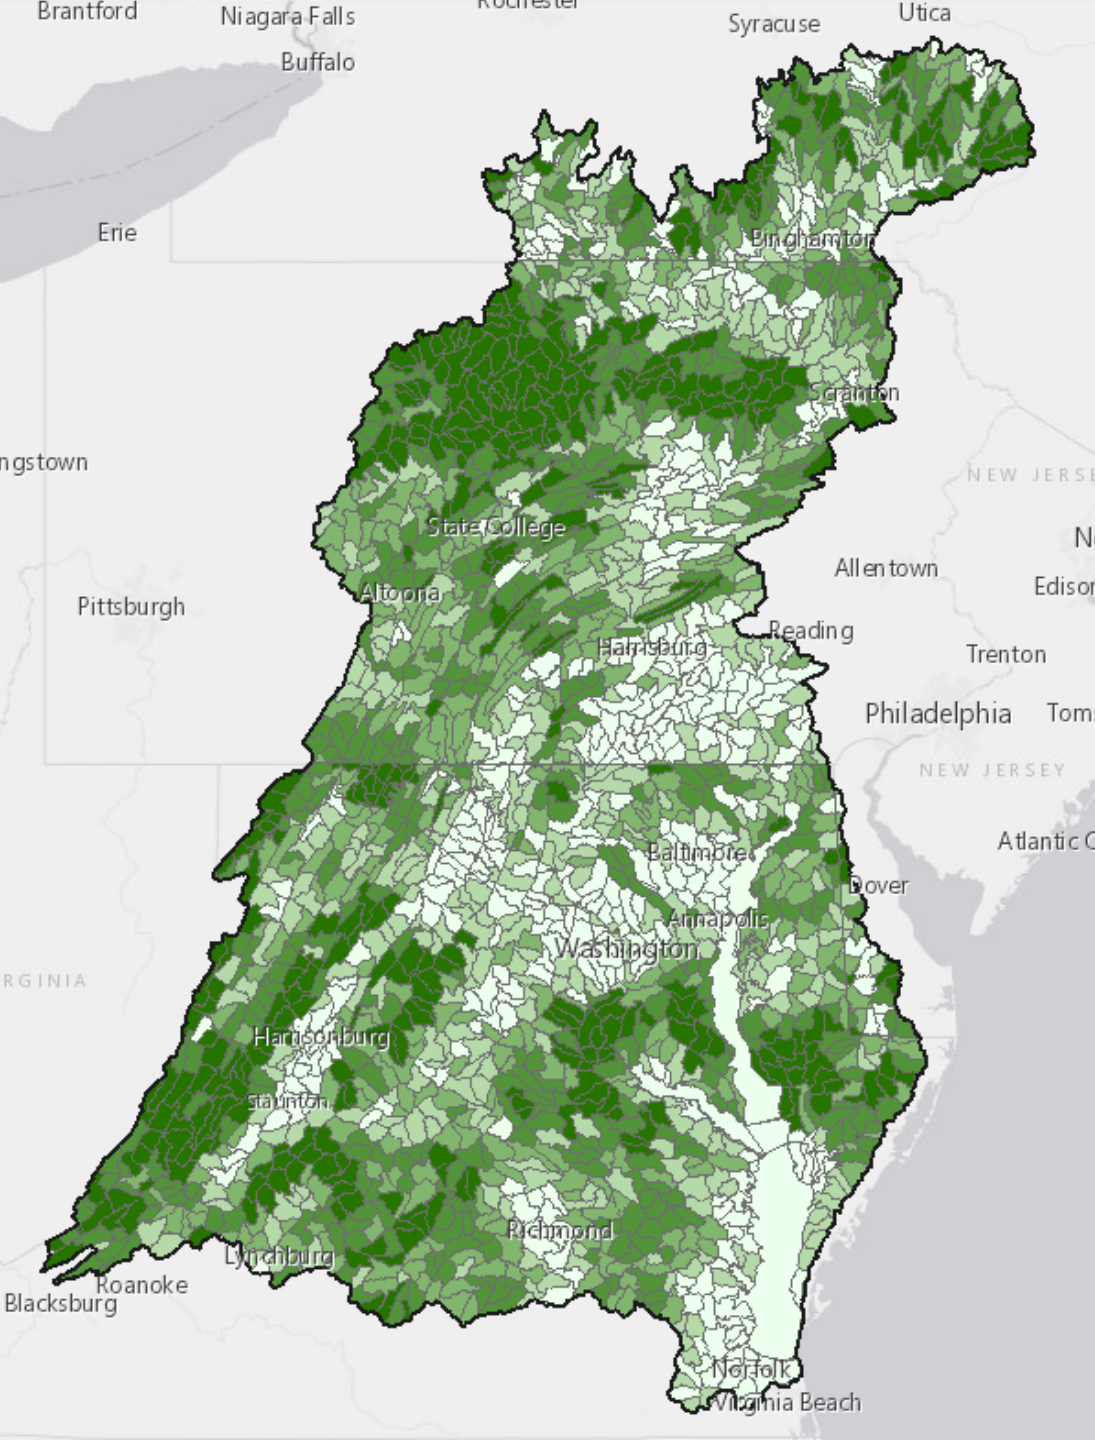 Brantford
Niagara Falls
Rochester
Syracuse
Utica
Buffalo
Erie
Binghamton
Scranton
ngstown
NEW JERSE
State College
Allentown
N
Edison
Altoona
Pittsburgh
Reading
Harrisburg
Trenton
Philadelphia
Toms
NEW JERSEY
Baltimore
Atlantic C
Dover
Annapolis
Washington
RGINIA
Harrisonburg
Staunton
Richmond
Lynchburg
Roanoke
Blacksburg
Norfolk
Virginia Beach